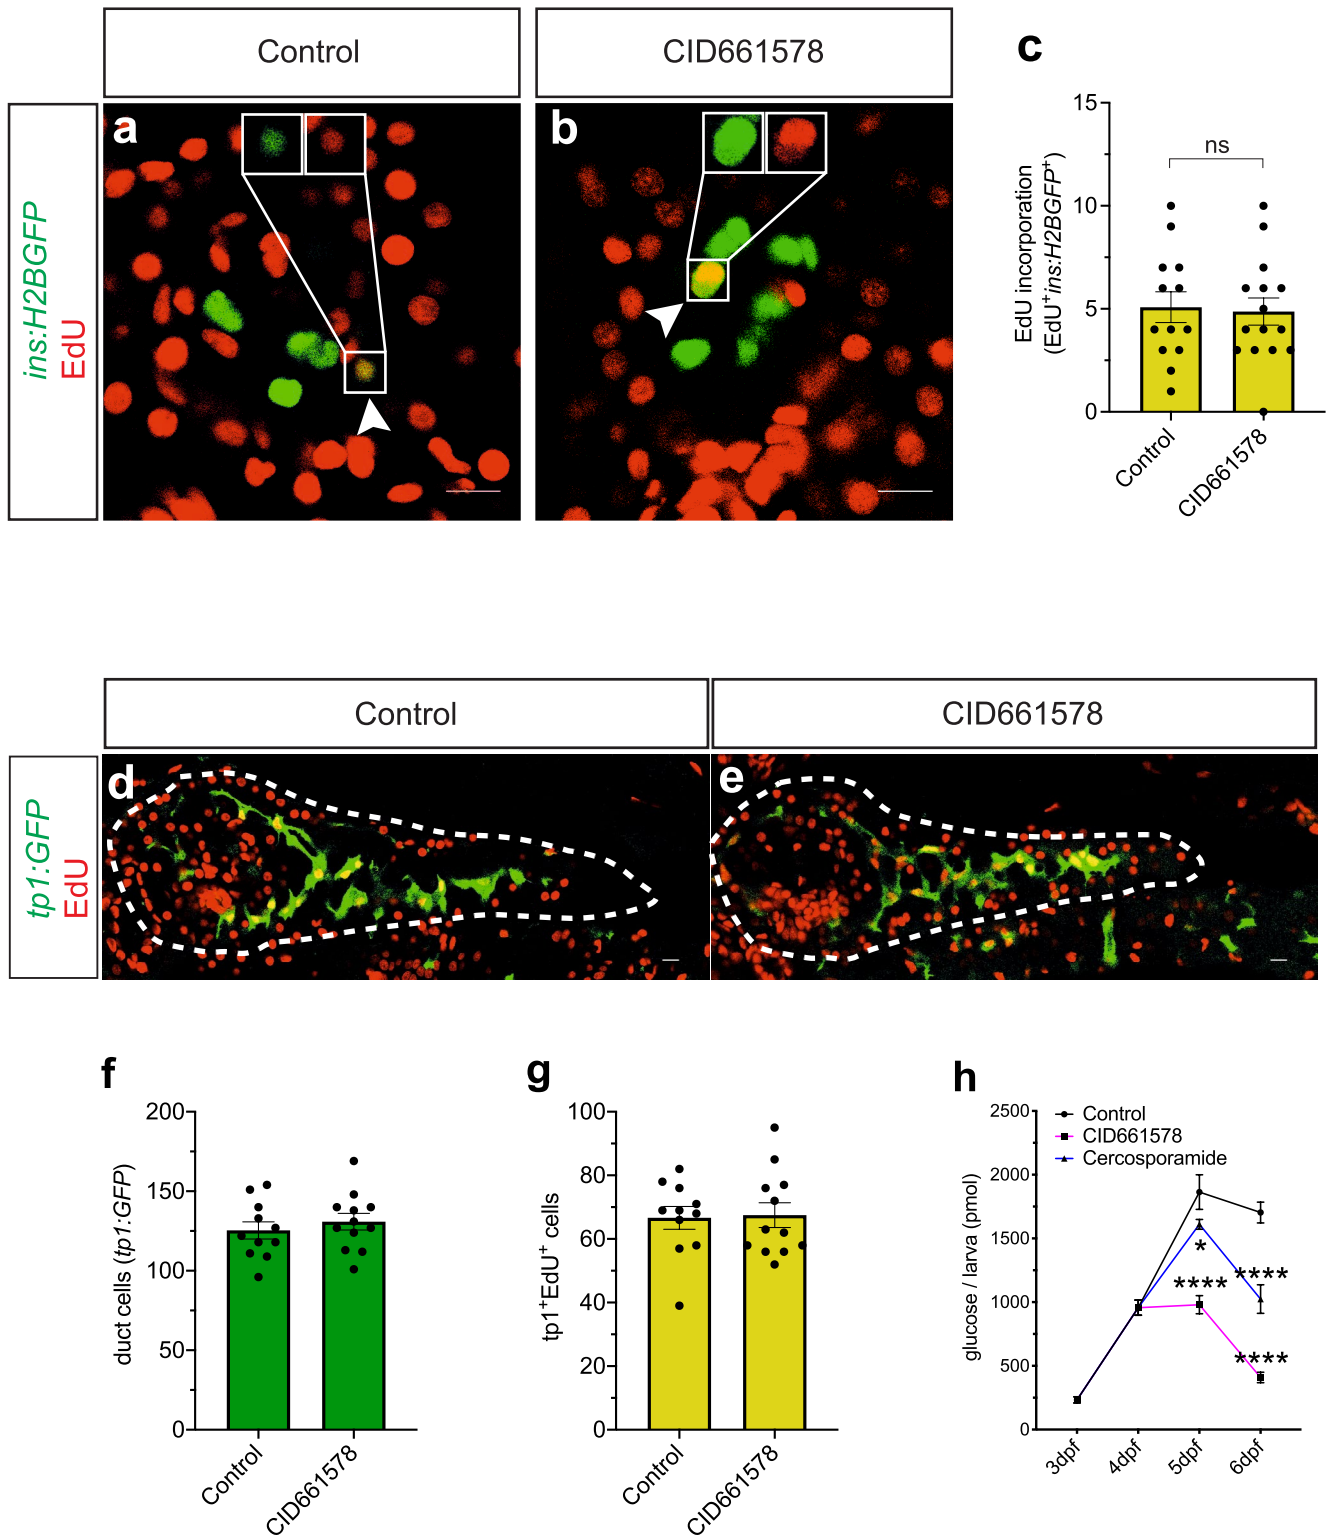 Control
CID661578
ins:H2BGFP
EdU
a
b
c
15
10
5
0
EdU incorporation
(EdU⁺ins:H2BGFP⁺)
ns
Control
CID661578
Control
CID661578
tp1:GFP
EdU
d
e
f
200
150
100
50
0
duct cells (tp1:GFP)
Control
CID661578
g
100
80
60
40
20
0
tp1⁺EdU⁺ cells
Control
CID661578
h
Control
CID661578
Cercosporamide
2500
2000
1500
1000
500
0
glucose / larva (pmol)
*
****
****
****
3dpf
4dpf
5dpf
6dpf